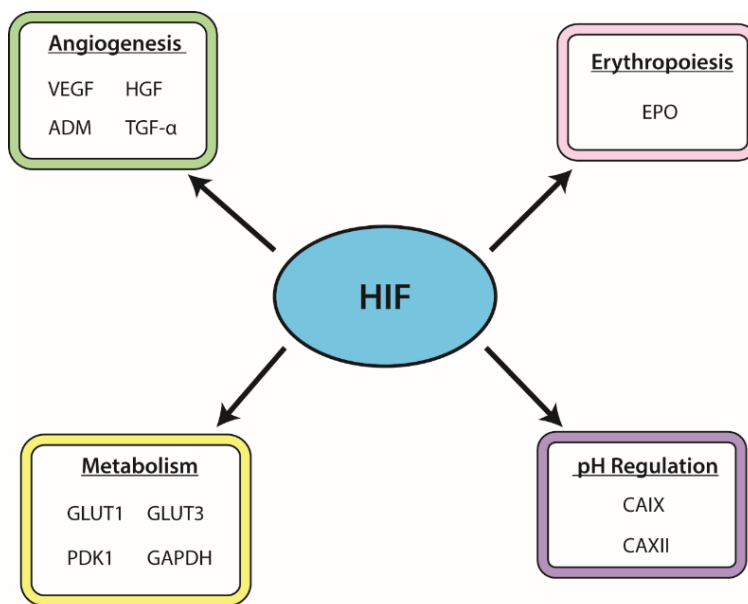 Angiogenesis
VEGF HGF
ADM TGF-α
Erythropoiesis
EPO
HIF
Metabolism
GLUT1 GLUT3
PDK1 GAPDH
pH Regulation
CAIX
CAXII